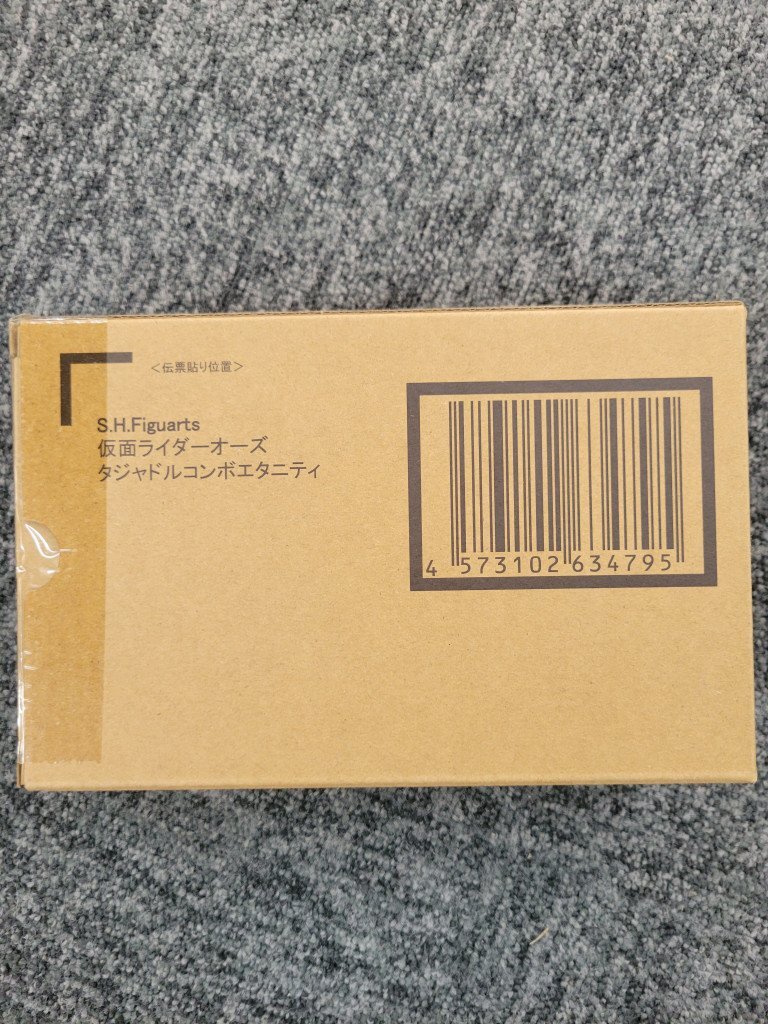 <伝票貼り位置>
S.H.Figuarts
仮面ライダーオーズ
タジャドルコンボエタニティ
4 573102 634795